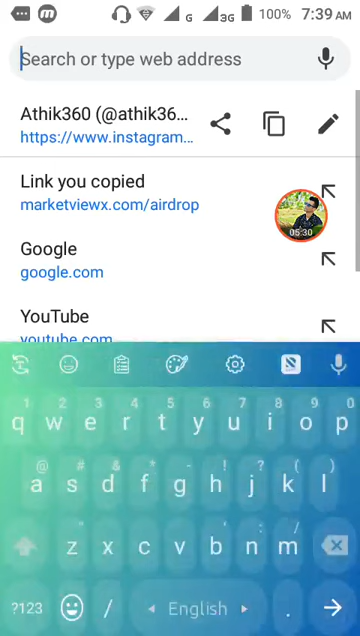 G 3G 100% 7:39 AM
Search or type web address
Athik360 (@athik36...
https://www.instagram...
Link you copied
marketviewx.com/airdrop
05:30
Google
google.com
YouTube
youtube.com
1 2 3 4 5 6 7 8 9 0
q w e r t y u i o p
@ # & * - ! ? ( )
a s d f g h j k l
" ' : ; /
z x c v b n m
?123 / English .